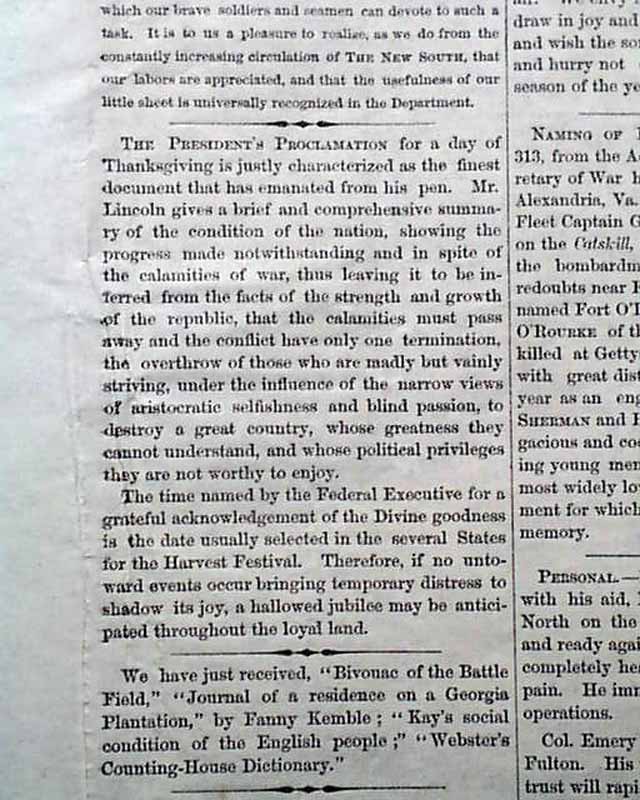 which our brave soldiers and seamen can devote to such a
task. It is to us a pleasure to realize, as we do from the
constantly increasing circulation of THE NEW SOUTH, that
our labors are appreciated, and that the usefulness of our
little sheet is universally recognized in the Department.
THE PRESIDENT'S PROCLAMATION for a day of
Thanksgiving is justly characterized as the finest
document that has emanated from his pen. Mr.
Lincoln gives a brief and comprehensive summa-
ry of the condition of the nation, showing the
progress made notwithstanding and in spite of
the calamities of war, thus leaving it to be in-
ferred from the facts of the strength and growth
of the republic, that the calamities must pass
away and the conflict have only one termination,
the overthrow of those who are madly but vainly
striving, under the influence of the narrow views
of aristocratic selfishness and blind passion, to
destroy a great country, whose greatness they
cannot understand, and whose political privileges
they are not worthy to enjoy.
The time named by the Federal Executive for a
grateful acknowledgement of the Divine goodness
is the date usually selected in the several States
for the Harvest Festival. Therefore, if no unto-
ward events occur bringing temporary distress to
shadow its joy, a hallowed jubilee may be antici-
pated throughout the loyal land.
We have just received, "Bivouac of the Battle
Field," "Journal of a residence on a Georgia
Plantation," by Fanny Kemble; "Kay's social
condition of the English people;" "Webster's
Counting-House Dictionary."
draw in joy and
and wish the
and hurry not
season of the
NAMING OF
313, from the
retary of War
Alexandria, Va.
Fleet Captain
on the Catskill,
the
redoubts near
named Fort
O'ROURKE of
killed at
with great
year as an
SHERMAN and
gacious and
ing young
most widely
ment for which
memory.
PERSONAL.—
with his aid,
North on the
and ready
completely
pain. He
operations.
Col. Emery
Fulton. His
trust will